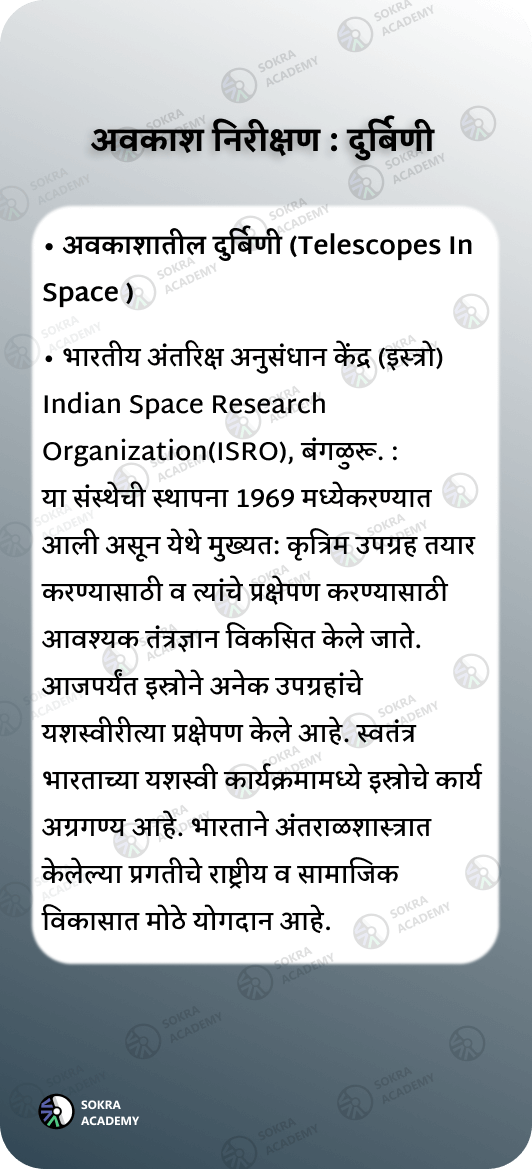 अवकाश निरीक्षण : दुर्बिणी
• अवकाशातील दुर्बिणी (Telescopes In
Space )
• भारतीय अंतरिक्ष अनुसंधान केंद्र (इस्त्रो)
Indian Space Research
Organization(ISRO), बंगळुरू. :
या संस्थेची स्थापना 1969 मध्येकरण्यात
आली असून येथे मुख्यत: कृत्रिम उपग्रह तयार
करण्यासाठी व त्यांचे प्रक्षेपण करण्यासाठी
आवश्यक तंत्रज्ञान विकसित केले जाते.
आजपर्यंत इस्रोने अनेक उपग्रहांचे
यशस्वीरीत्या प्रक्षेपण केले आहे. स्वतंत्र
भारताच्या यशस्वी कार्यक्रमामध्ये इस्रोचे कार्य
अग्रगण्य आहे. भारताने अंतराळशास्त्रात
केलेल्या प्रगतीचे राष्ट्रीय व सामाजिक
विकासात मोठे योगदान आहे.
SOKRA
ACADEMY